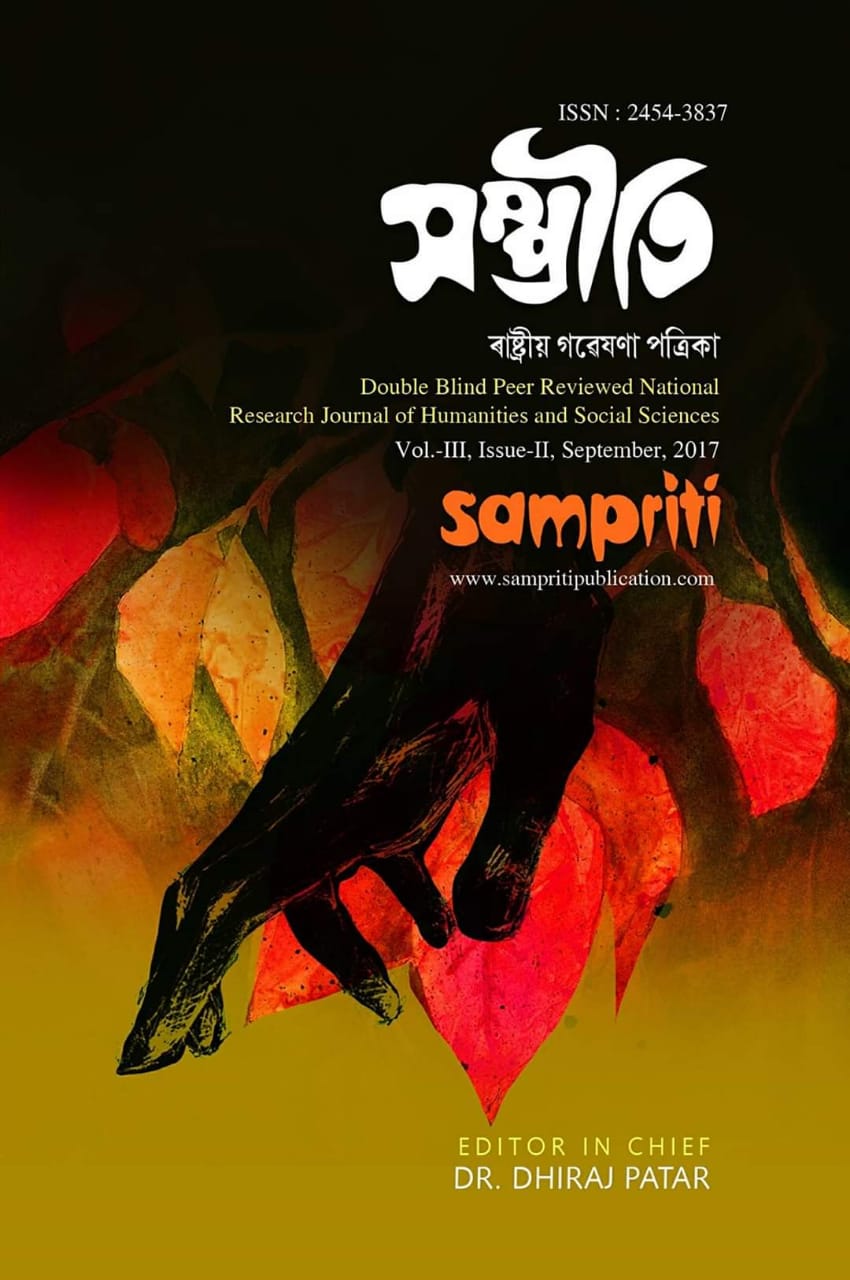 ISSN : 2454-3837
সম্প্ৰীতি
ৰাষ্ট্ৰীয় গৱেষণা পত্ৰিকা
Double Blind Peer Reviewed National
Research Journal of Humanities and Social Sciences
Vol.-III, Issue-II, September, 2017
sampriti
www.sampritipublication.com
EDITOR IN CHIEF
DR. DHIRAJ PATAR